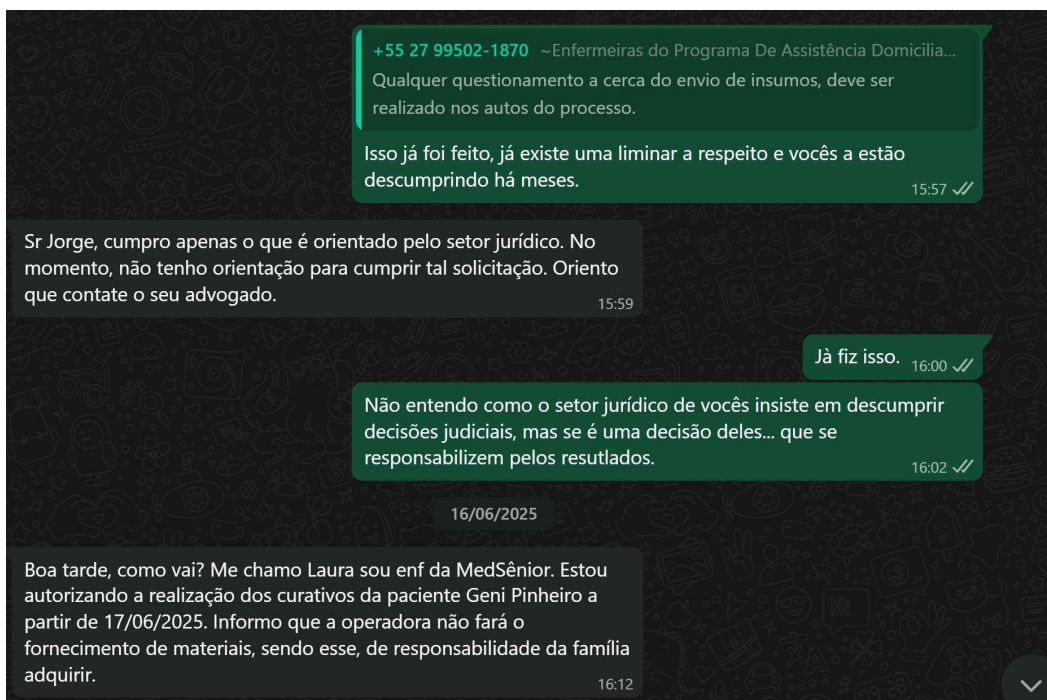 +55 27 99502-1870 ~Enfermeiras do Programa De Assistência Domicilia...
Qualquer questionamento a cerca do envio de insumos, deve ser
realizado nos autos do processo.
Isso já foi feito, já existe uma liminar a respeito e vocês a estão
descumprindo há meses.
15:57
Sr Jorge, cumpro apenas o que é orientado pelo setor jurídico. No
momento, não tenho orientação para cumprir tal solicitação. Oriento
que contate o seu advogado.
15:59
Jà fiz isso.
16:00
Não entendo como o setor jurídico de vocês insiste em descumprir
decisões judiciais, mas se é uma decisão deles... que se
responsabilizem pelos resutlados.
16:02
16/06/2025
Boa tarde, como vai? Me chamo Laura sou enf da MedSênior. Estou
autorizando a realização dos curativos da paciente Geni Pinheiro a
partir de 17/06/2025. Informo que a operadora não fará o
fornecimento de materiais, sendo esse, de responsabilidade da família
adquirir.
16:12